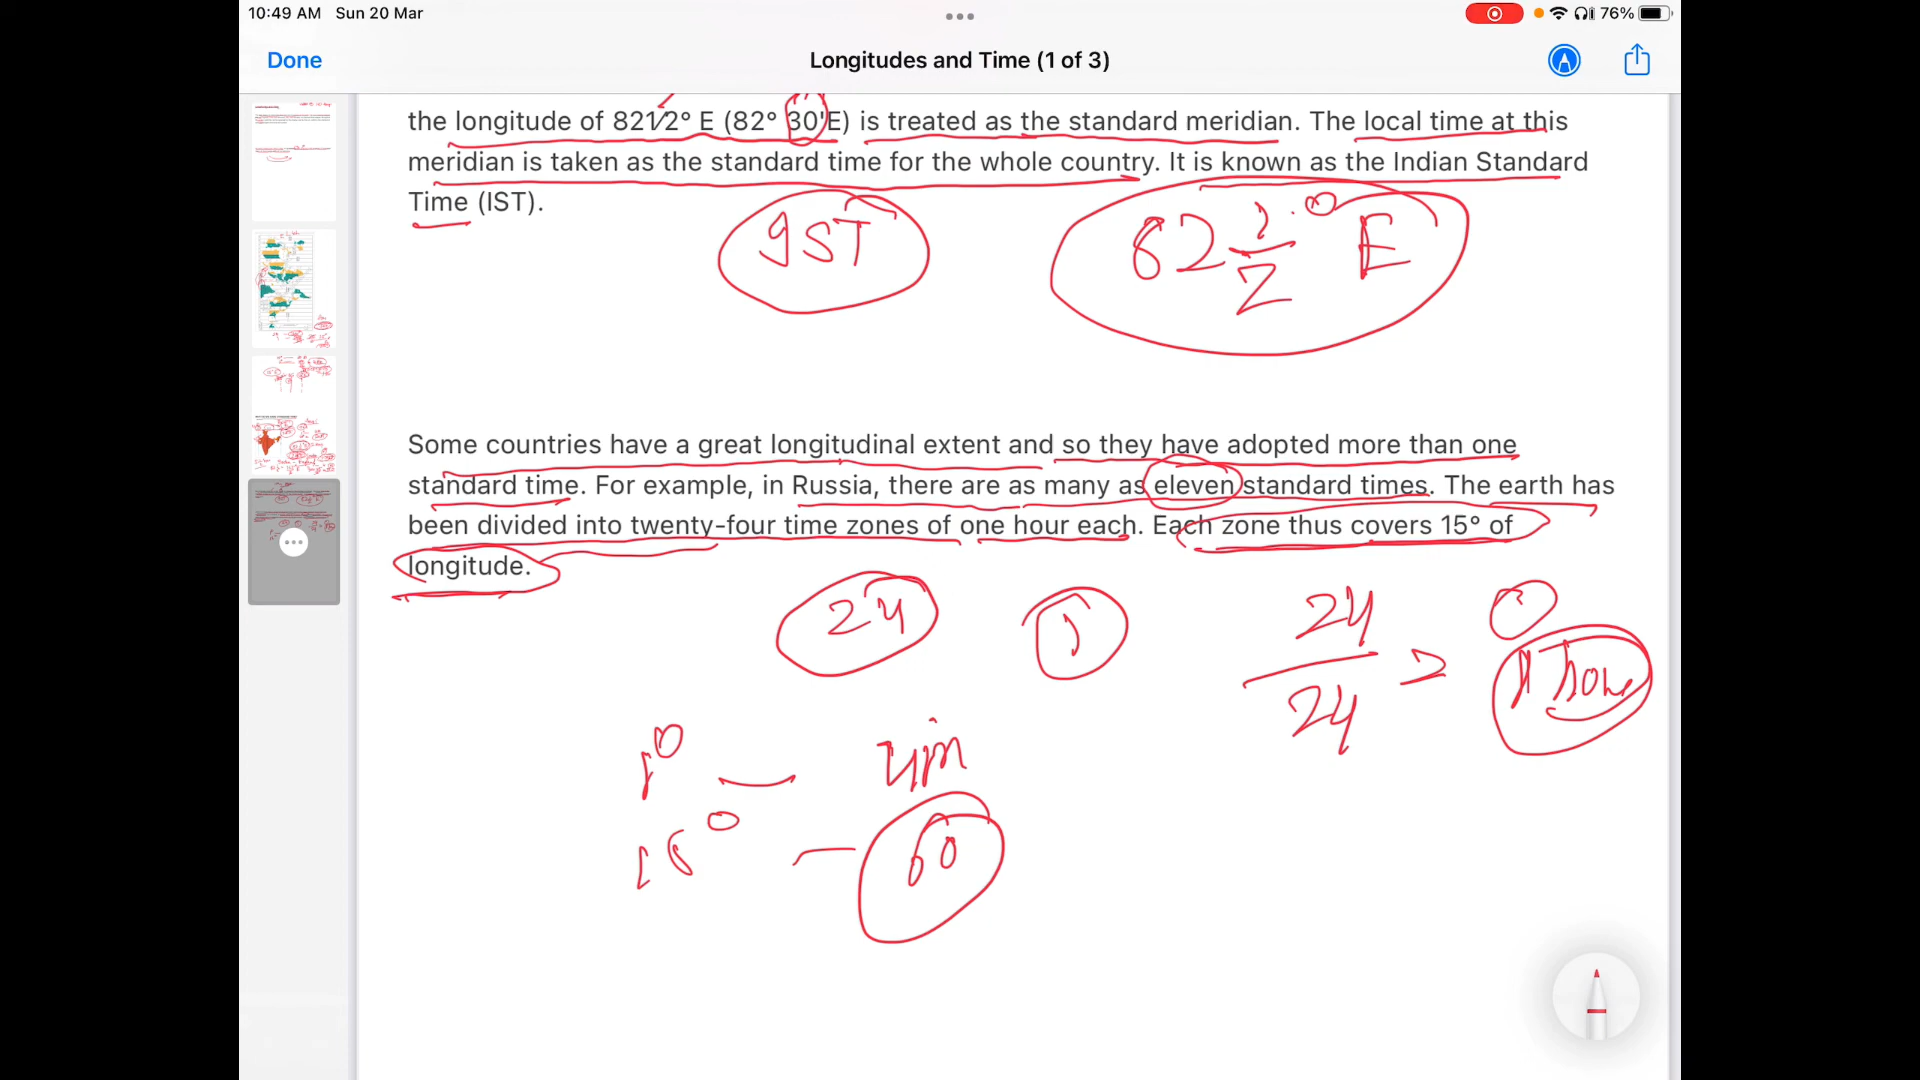 10:49 AM Sun 20 Mar
76%
Done
Longitudes and Time (1 of 3)
the longitude of 821⁄2° E (82° 30'E) is treated as the standard meridian. The local time at this
meridian is taken as the standard time for the whole country. It is known as the Indian Standard
Time (IST).
IST
82 1/2° E
Some countries have a great longitudinal extent and so they have adopted more than one
standard time. For example, in Russia, there are as many as eleven standard times. The earth has
been divided into twenty-four time zones of one hour each. Each zone thus covers 15° of
longitude.
24
1
24/24 =
1°
4m
15°
60